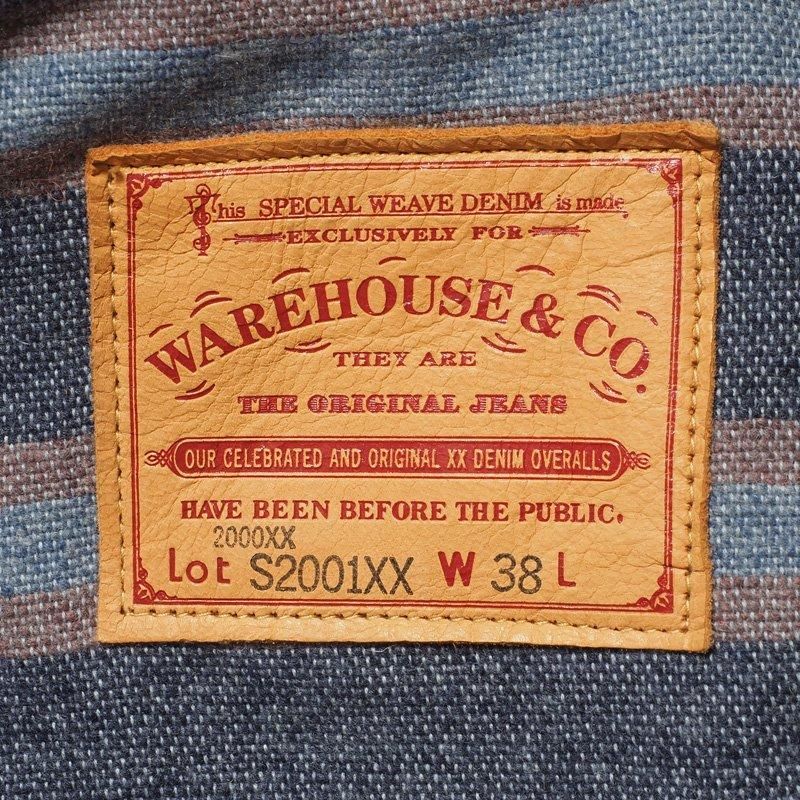 This SPECIAL WEAVE DENIM is made
EXCLUSIVELY FOR
WAREHOUSE & CO.
THEY ARE
THE ORIGINAL JEANS
OUR CELEBRATED AND ORIGINAL XX DENIM OVERALLS
HAVE BEEN BEFORE THE PUBLIC.
2000XX
Lot S2001XX W 38 L